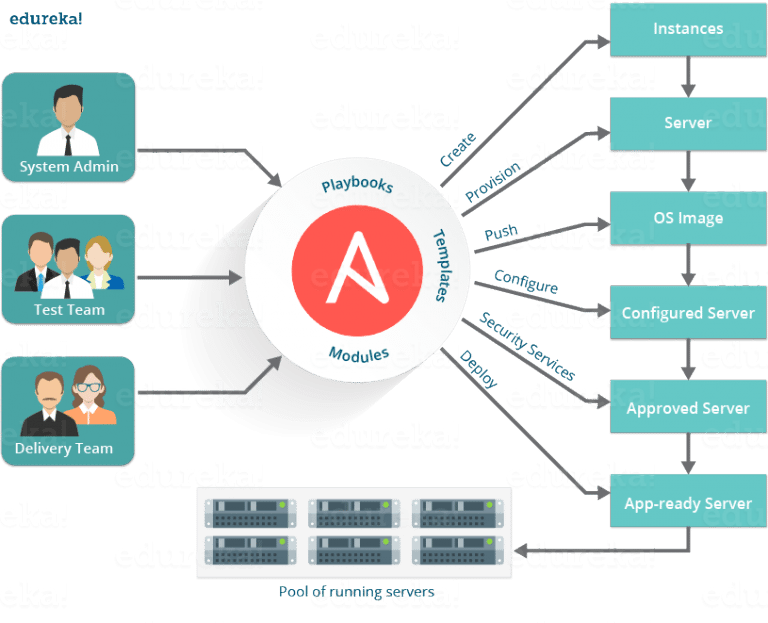 edureka!
System Admin
Test Team
Delivery Team
Playbooks
Templates
Modules
Create
Provision
Push
Configure
Security Services
Deploy
Instances
Server
OS Image
Configured Server
Approved Server
App-ready Server
Pool of running servers